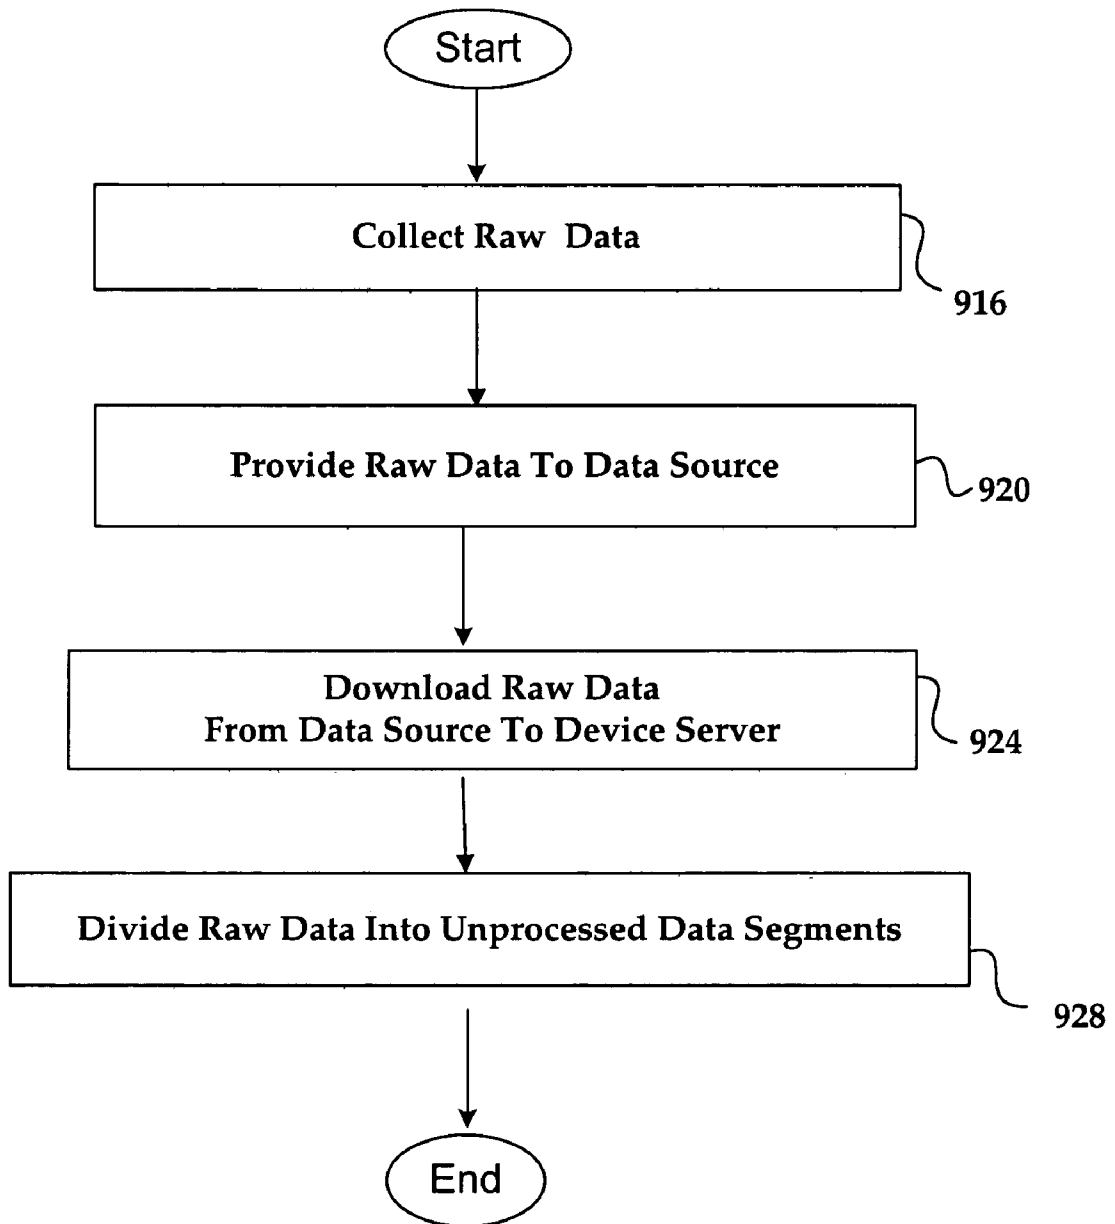 Start
Collect Raw Data
916
Provide Raw Data To Data Source
920
Download Raw Data
From Data Source To Device Server
924
Divide Raw Data Into Unprocessed Data Segments
928
End